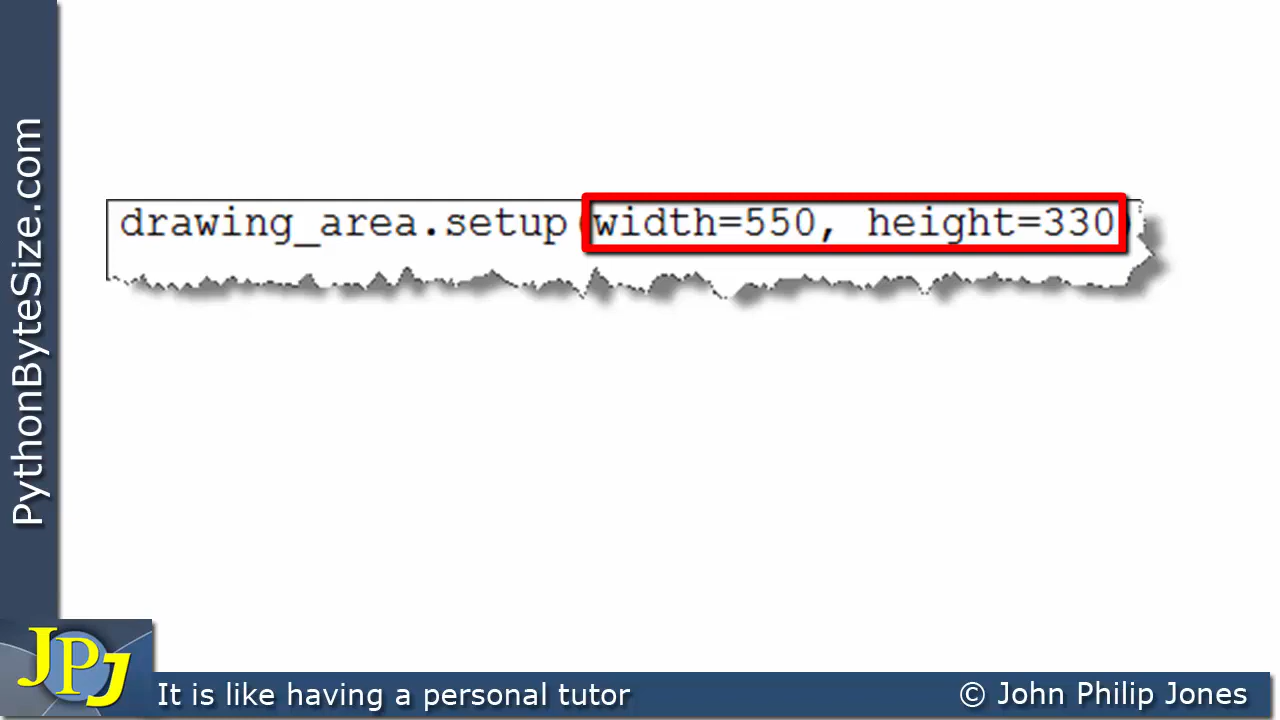 PythonByteSize.com
drawing_area.setup(width=550, height=330)
JPJ
It is like having a personal tutor
© John Philip Jones